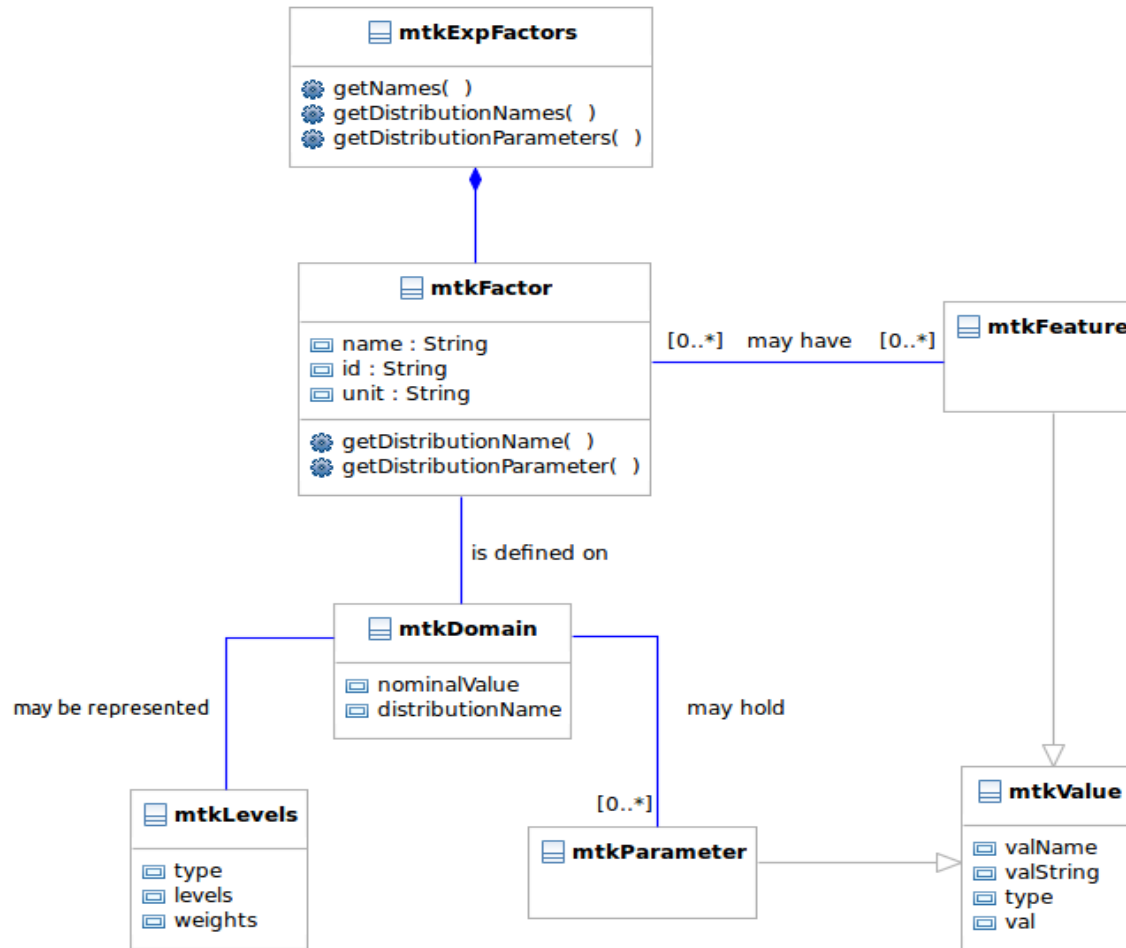 mtkExpFactors
getNames( )
getDistributionNames( )
getDistributionParameters( )
mtkFactor
name : String
id : String
unit : String
getDistributionName( )
getDistributionParameter( )
[0..*] may have [0..*]
mtkFeature
is defined on
mtkDomain
nominalValue
distributionName
may be represented
may hold
[0..*]
mtkLevels
type
levels
weights
mtkParameter
mtkValue
valName
valString
type
val